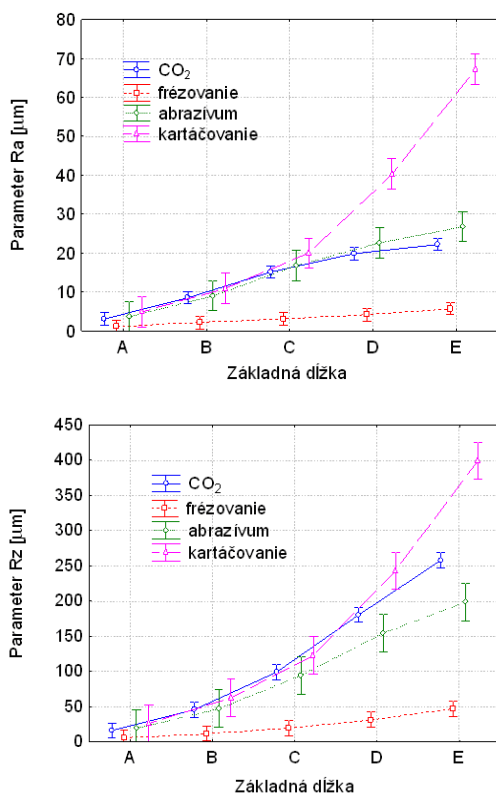 80
70
60
50
40
30
20
10
0
Parameter Ra [µm]
CO₂
frézovanie
abrazívum
kartáčovanie
A B C D E
Základná dĺžka
450
400
350
300
250
200
150
100
50
0
Parameter Rz [µm]
CO₂
frézovanie
abrazívum
kartáčovanie
A B C D E
Základná dĺžka